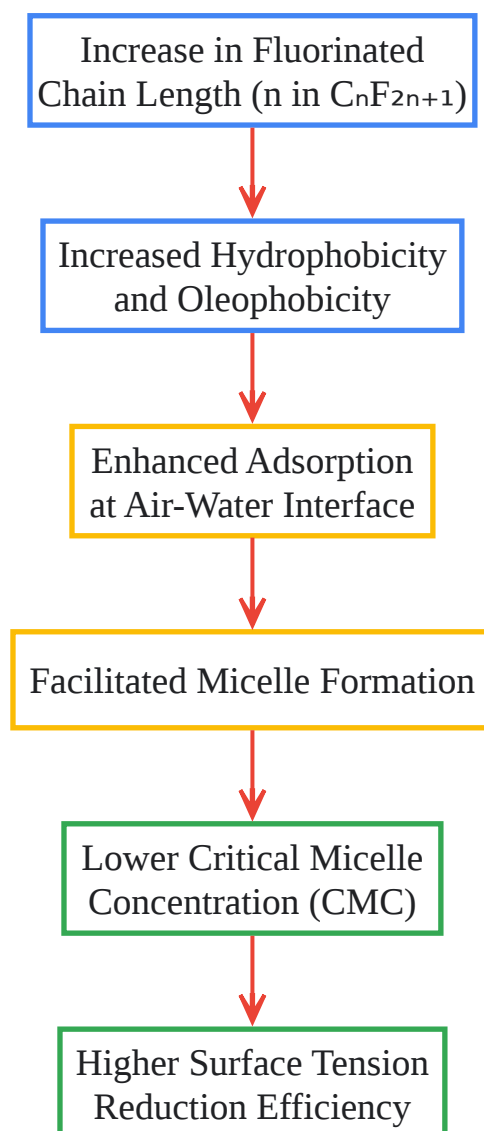 Increase in Fluorinated
Chain Length (n in CₙF₂ₙ₊₁)
Increased Hydrophobicity
and Oleophobicity
Enhanced Adsorption
at Air-Water Interface
Facilitated Micelle Formation
Lower Critical Micelle
Concentration (CMC)
Higher Surface Tension
Reduction Efficiency